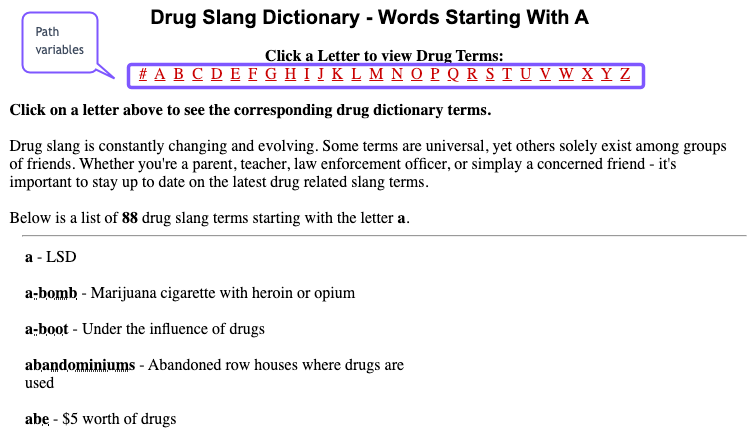 Drug Slang Dictionary - Words Starting With A
Path
variables
Click a Letter to view Drug Terms:
# A B C D E F G H I J K L M N O P Q R S T U V W X Y Z
Click on a letter above to see the corresponding drug dictionary terms.
Drug slang is constantly changing and evolving. Some terms are universal, yet others solely exist among groups
of friends. Whether you're a parent, teacher, law enforcement officer, or simplay a concerned friend - it's
important to stay up to date on the latest drug related slang terms.
Below is a list of 88 drug slang terms starting with the letter a.
a - LSD
a-bomb - Marijuana cigarette with heroin or opium
a-boot - Under the influence of drugs
abandominiums - Abandoned row houses where drugs are
used
abe - $5 worth of drugs